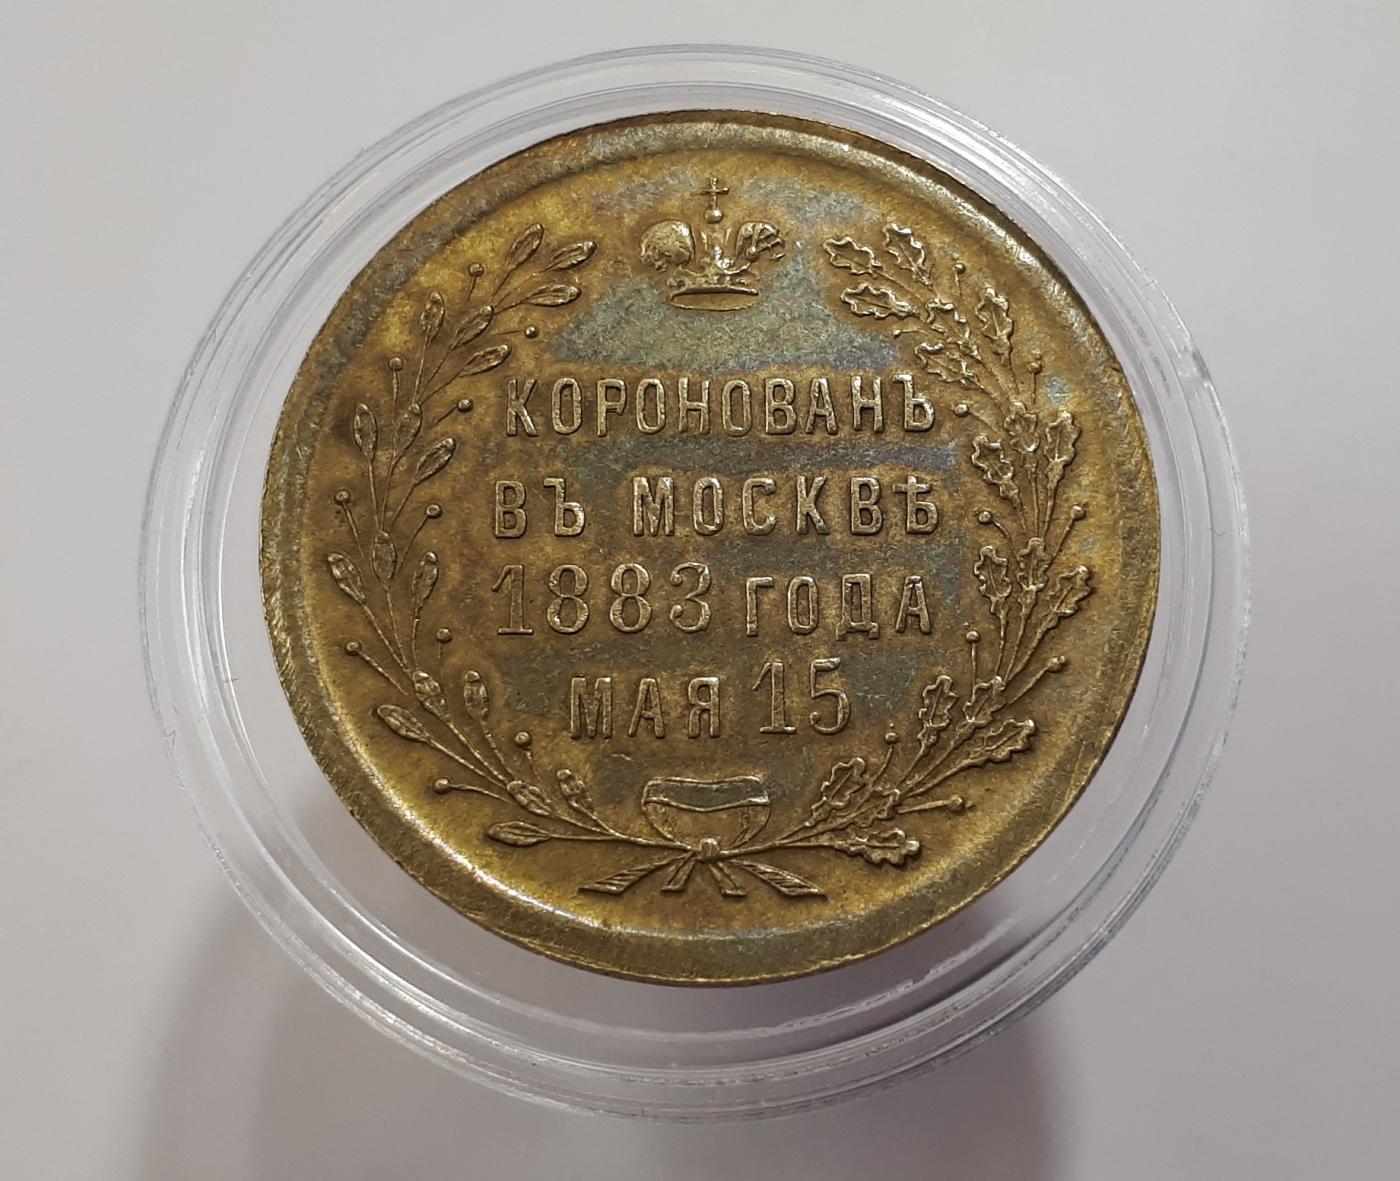 КОРОНОВАНЪ
ВЪ МОСКВѢ
1883 ГОДА
МАЯ 15